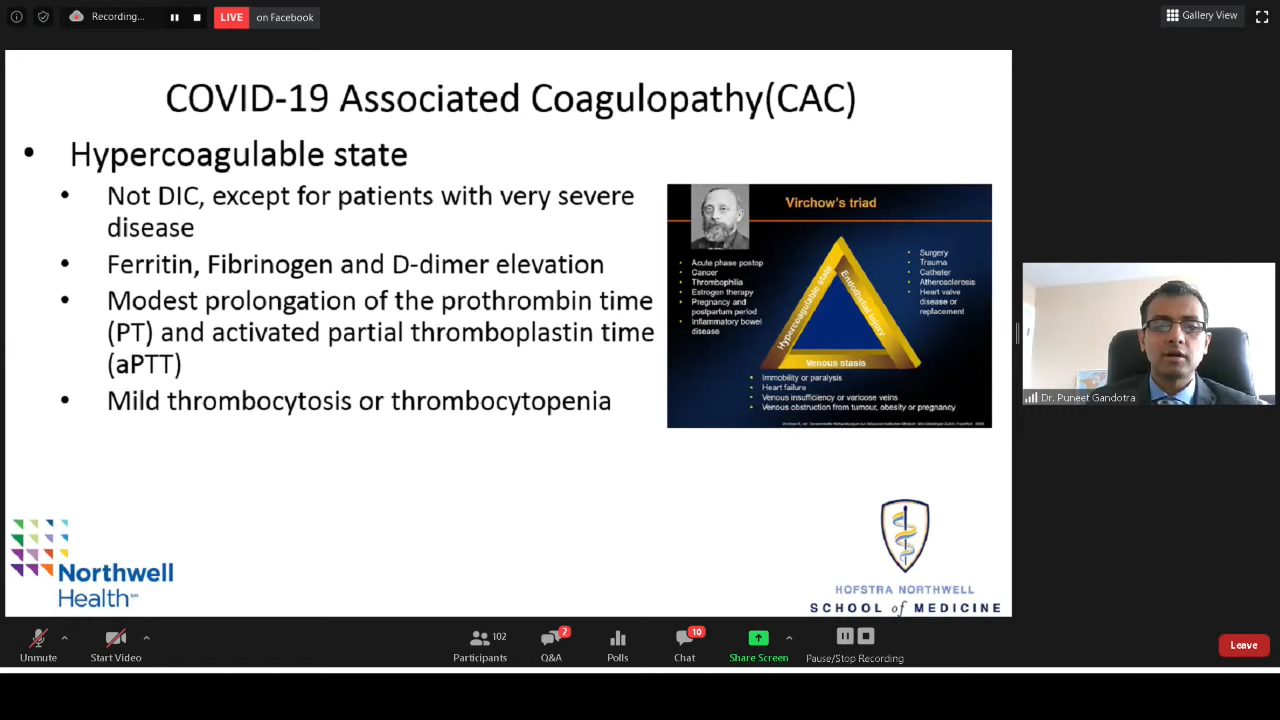 Recording...
LIVE
on Facebook
Gallery View
COVID-19 Associated Coagulopathy(CAC)
• Hypercoagulable state
• Not DIC, except for patients with very severe
disease
• Ferritin, Fibrinogen and D-dimer elevation
• Modest prolongation of the prothrombin time
(PT) and activated partial thromboplastin time
(aPTT)
• Mild thrombocytosis or thrombocytopenia
Virchow's triad
• Acute phase postop
• Cancer
• Thrombophilia
• Estrogen therapy
• Pregnancy and
postpartum period
• Inflammatory bowel
disease
Hypercoagulable state
Endothelial injury
Venous stasis
• Surgery
• Trauma
• Catheter
• Atherosclerosis
• Heart valve
disease or
replacement
• Immobility or paralysis
• Heart failure
• Venous insufficiency or varicose veins
• Venous obstruction from tumour, obesity or pregnancy
Dr. Puneet Gandotra
Northwell
Health
HOFSTRA NORTHWELL
SCHOOL of MEDICINE
Unmute
Start Video
102
Participants
2
Q&A
Polls
10
Chat
Share Screen
Pause/Stop Recording
Leave